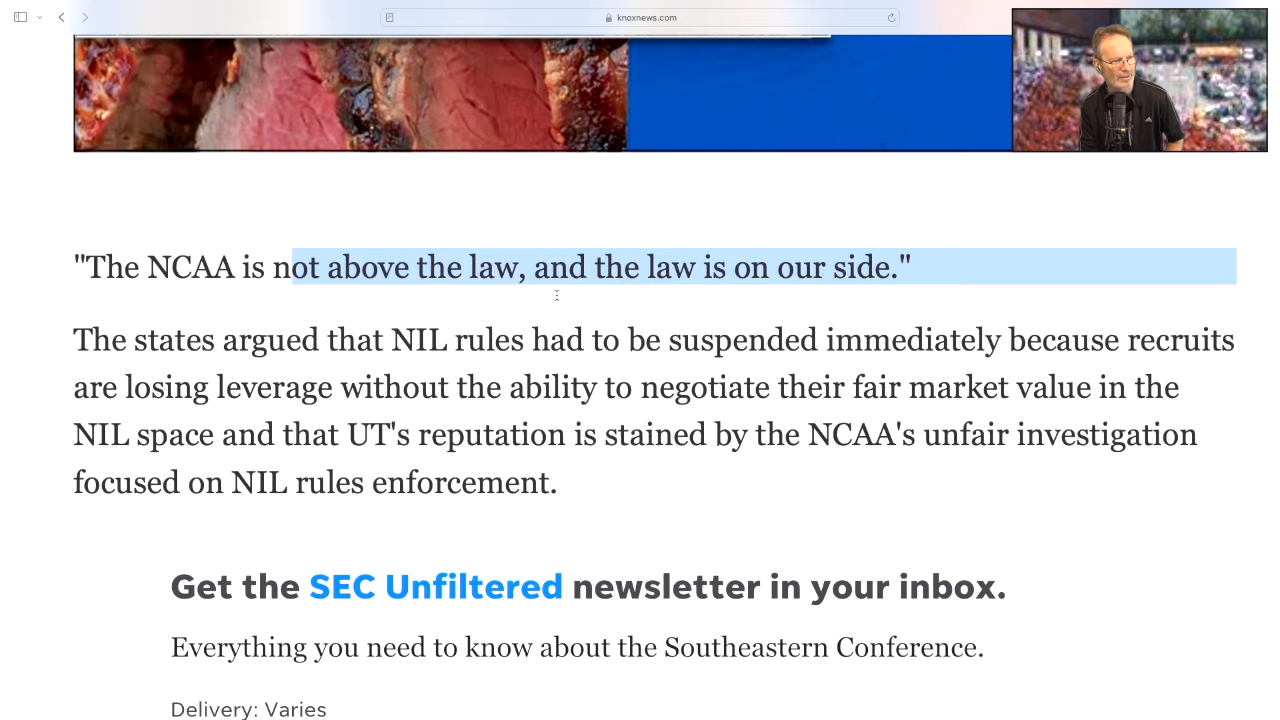 knoxnews.com
"The NCAA is not above the law, and the law is on our side."
The states argued that NIL rules had to be suspended immediately because recruits
are losing leverage without the ability to negotiate their fair market value in the
NIL space and that UT's reputation is stained by the NCAA's unfair investigation
focused on NIL rules enforcement.
Get the SEC Unfiltered newsletter in your inbox.
Everything you need to know about the Southeastern Conference.
Delivery: Varies